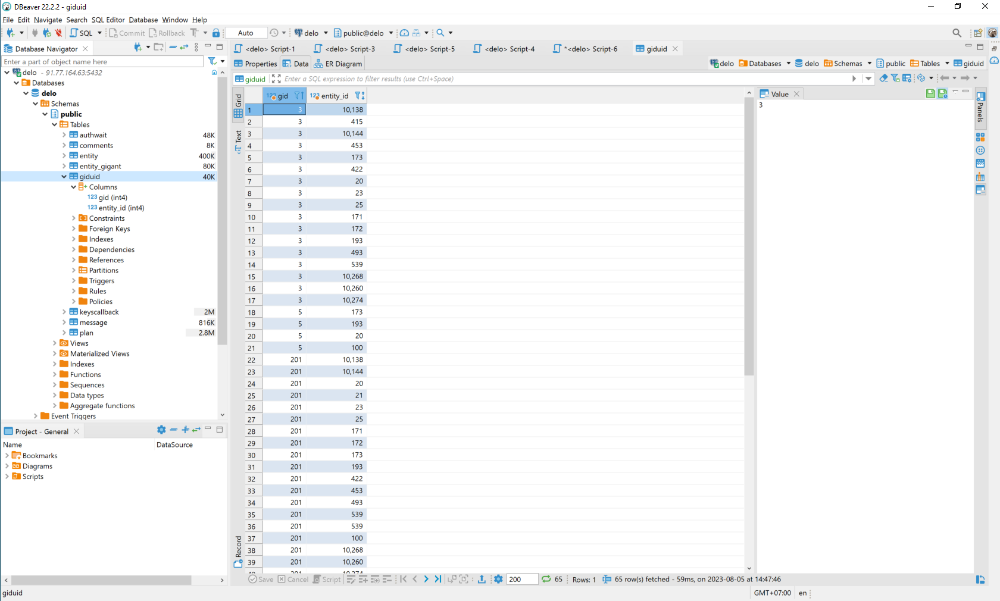 DBeaver 22.2.2 - giduid
File Edit Navigate Search SQL Editor Database Window Help
SQL Commit Rollback Auto delo public@delo
Database Navigator
Enter a part of object name here
delo - 91.77.164.63:5432
Databases
delo
Schemas
public
Tables
authwait 48K
comments 8K
entity 400K
entity_gigant 80K
giduid 40K
Columns
123 gid (int4)
123 entity_id (int4)
Constraints
Foreign Keys
Indexes
Dependencies
References
Partitions
Triggers
Rules
Policies
keyscallback 2M
message 816K
plan 2.8M
Views
Materialized Views
Indexes
Functions
Sequences
Data types
Aggregate functions
Event Triggers
Project - General
Name DataSource
Bookmarks
Diagrams
Scripts
<delo> Script-1 <delo> Script-3 <delo> Script-5 <delo> Script-4 *<delo> Script-6 giduid
Properties Data ER Diagram
delo Databases delo Schemas public Tables giduid
giduid Enter a SQL expression to filter results (use Ctrl+Space)
Grid
Text
Record
123 gid 123 entity_id
1 3 10,138
2 3 415
3 3 10,144
4 3 453
5 3 173
6 3 422
7 3 20
8 3 23
9 3 25
10 3 171
11 3 172
12 3 193
13 3 493
14 3 539
15 3 10,268
16 3 10,260
17 3 10,274
18 5 173
19 5 193
20 5 20
21 5 100
22 201 10,138
23 201 10,144
24 201 20
25 201 21
26 201 23
27 201 25
28 201 171
29 201 172
30 201 173
31 201 193
32 201 422
33 201 453
34 201 493
35 201 539
36 201 539
37 201 100
38 201 10,268
39 201 10,260
Value
3
Panels
Save Cancel Script 200 65 Rows: 1 65 row(s) fetched - 59ms, on 2023-08-05 at 14:47:46
giduid GMT+07:00 en